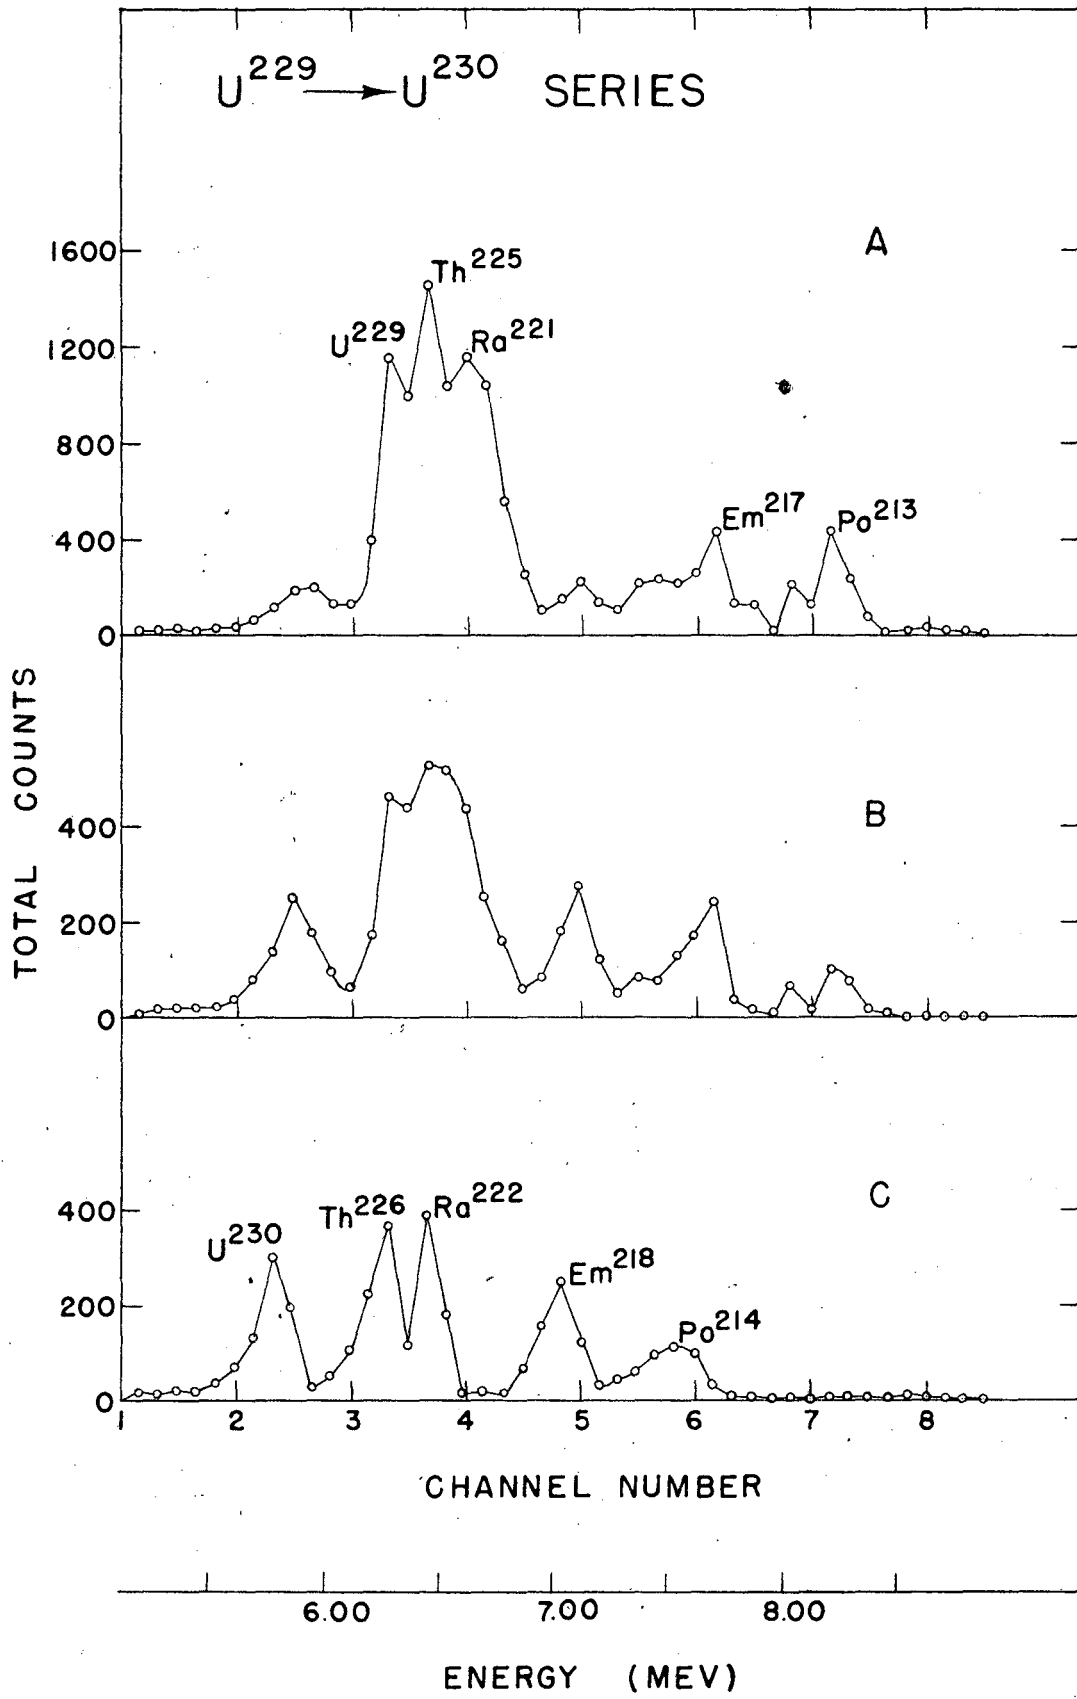 U229 → U230 SERIES
A
1600
Th225
U229
Ra221
1200
800
Em217
Po213
400
0
TOTAL COUNTS
B
400
200
0
C
400
Th226
Ra222
U230
Em218
200
Po214
0
1 2 3 4 5 6 7 8
CHANNEL NUMBER
6.00 7.00 8.00
ENERGY (MEV)